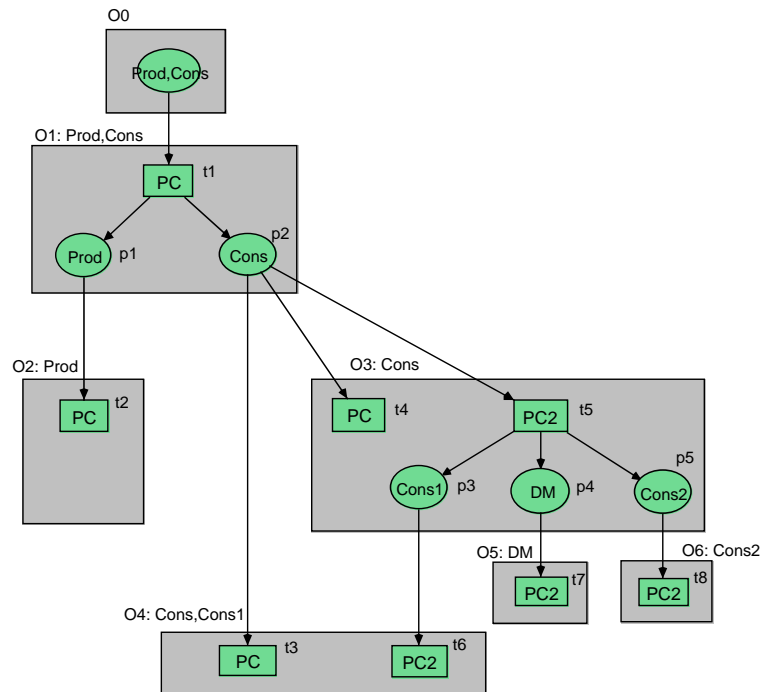 O0
Prod,Cons
O1: Prod,Cons
PC t1
Prod p1
Cons p2
O2: Prod
PC t2
O3: Cons
PC t4
PC2 t5
Cons1 p3
DM p4
Cons2 p5
O5: DM
PC2 t7
O6: Cons2
PC2 t8
O4: Cons,Cons1
PC t3
PC2 t6